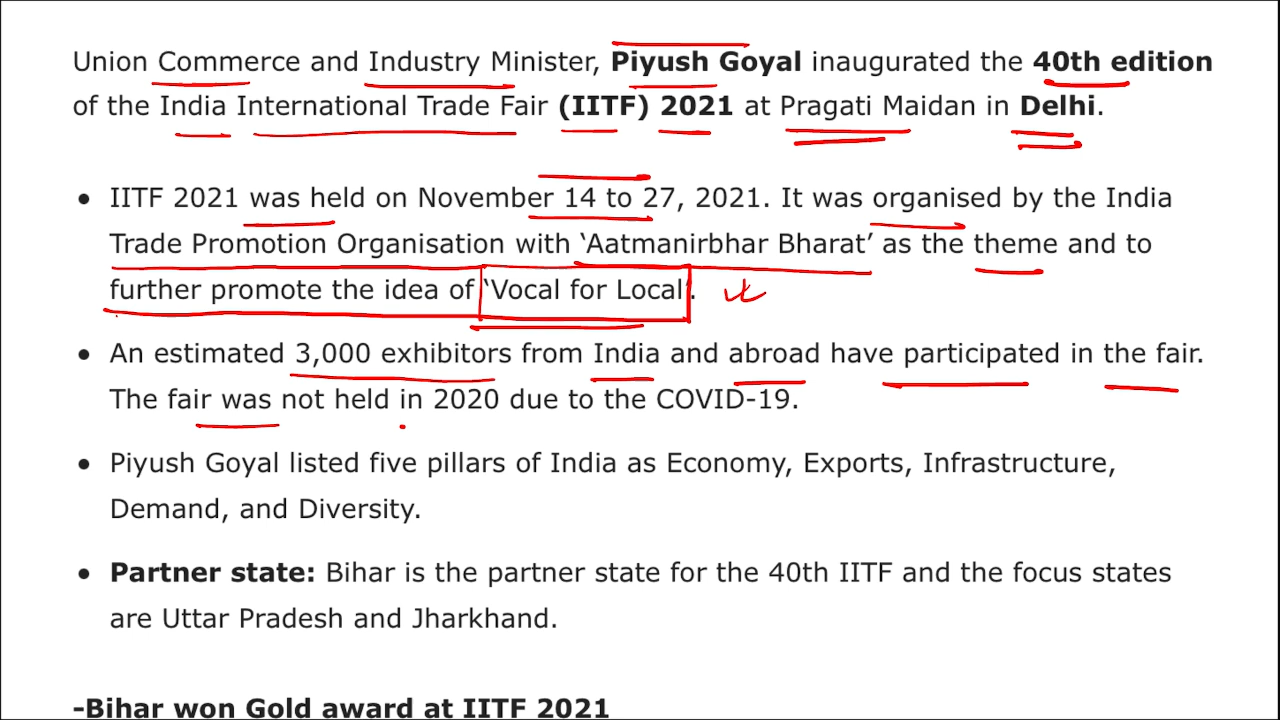 Union Commerce and Industry Minister, Piyush Goyal inaugurated the 40th edition
of the India International Trade Fair (IITF) 2021 at Pragati Maidan in Delhi.
• IITF 2021 was held on November 14 to 27, 2021. It was organised by the India
Trade Promotion Organisation with ‘Aatmanirbhar Bharat’ as the theme and to
further promote the idea of ‘Vocal for Local’.
• An estimated 3,000 exhibitors from India and abroad have participated in the fair.
The fair was not held in 2020 due to the COVID-19.
• Piyush Goyal listed five pillars of India as Economy, Exports, Infrastructure,
Demand, and Diversity.
• Partner state: Bihar is the partner state for the 40th IITF and the focus states
are Uttar Pradesh and Jharkhand.
-Bihar won Gold award at IITF 2021